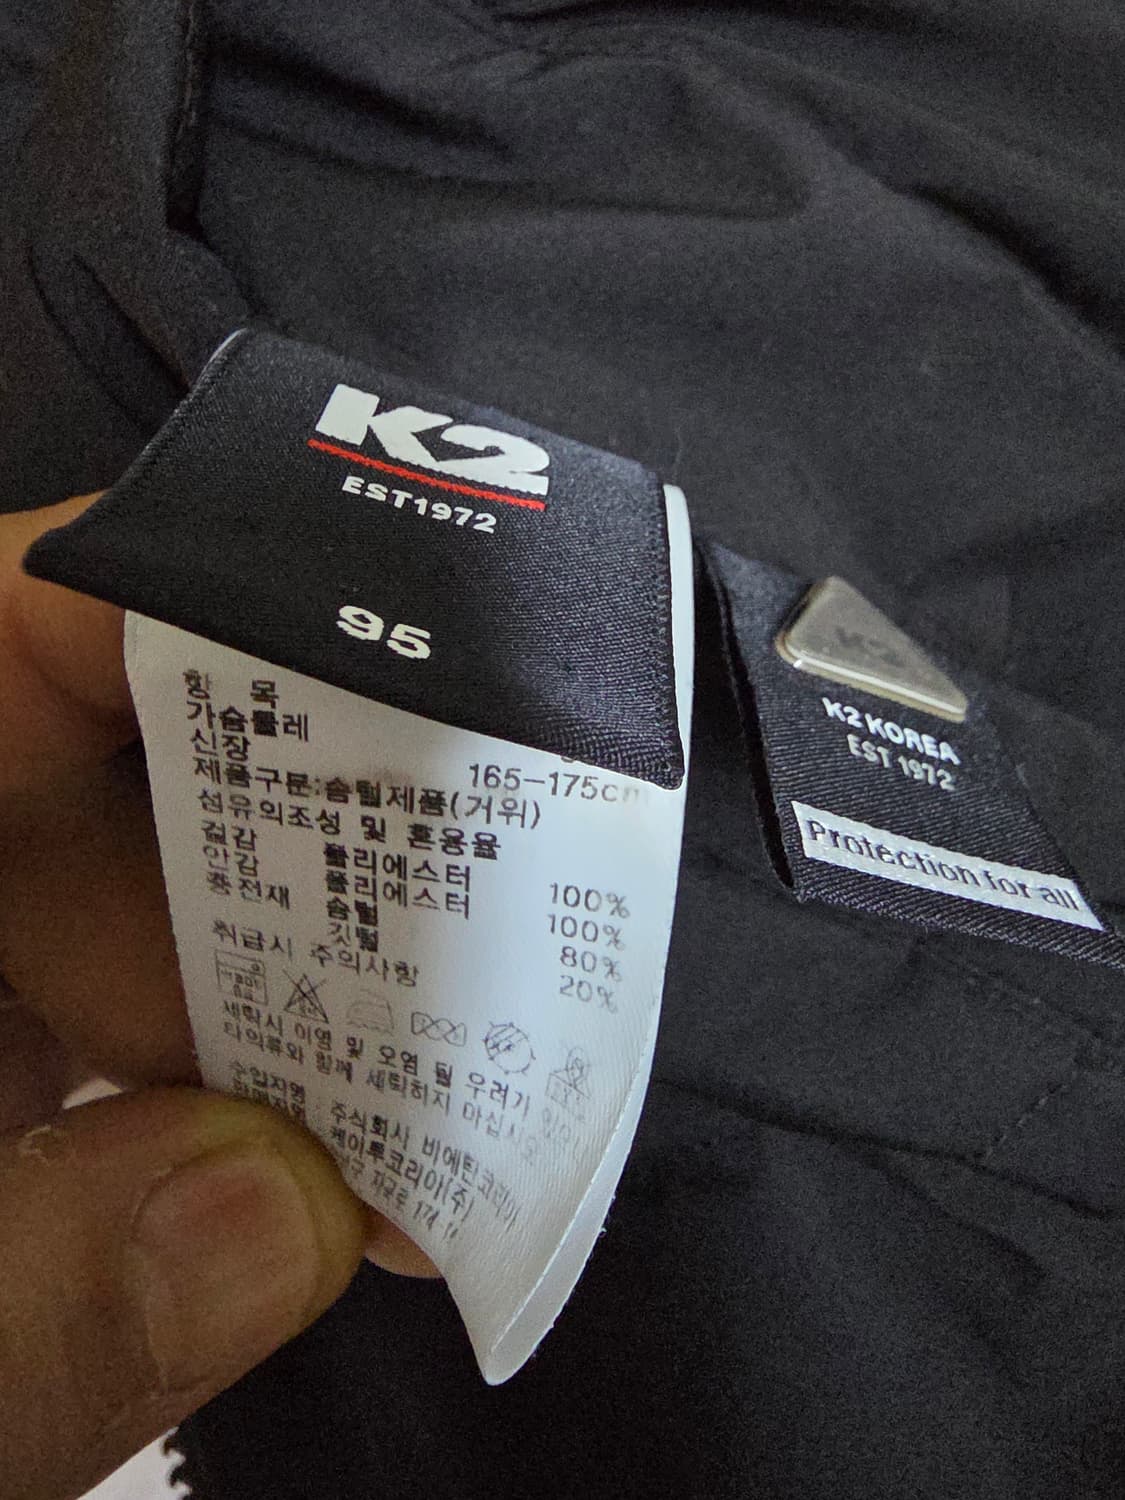 K2
EST1972
95
항 목
가슴둘레
신장 165-175cm
제품구분:솜털제품(거위)
섬유의조성 및 혼용율
겉감 폴리에스터 100%
안감 폴리에스터 100%
충전재 솜털 80%
깃털 20%
취급시 주의사항
세탁시 이염 및 오염 될 우려가 있으니
타의류와 함께 세탁하지 마십시오
수입자명 주식회사 비에틴코리아
케이투코리아(주)
자곡로 174
K2
K2 KOREA
EST 1972
Protection for all